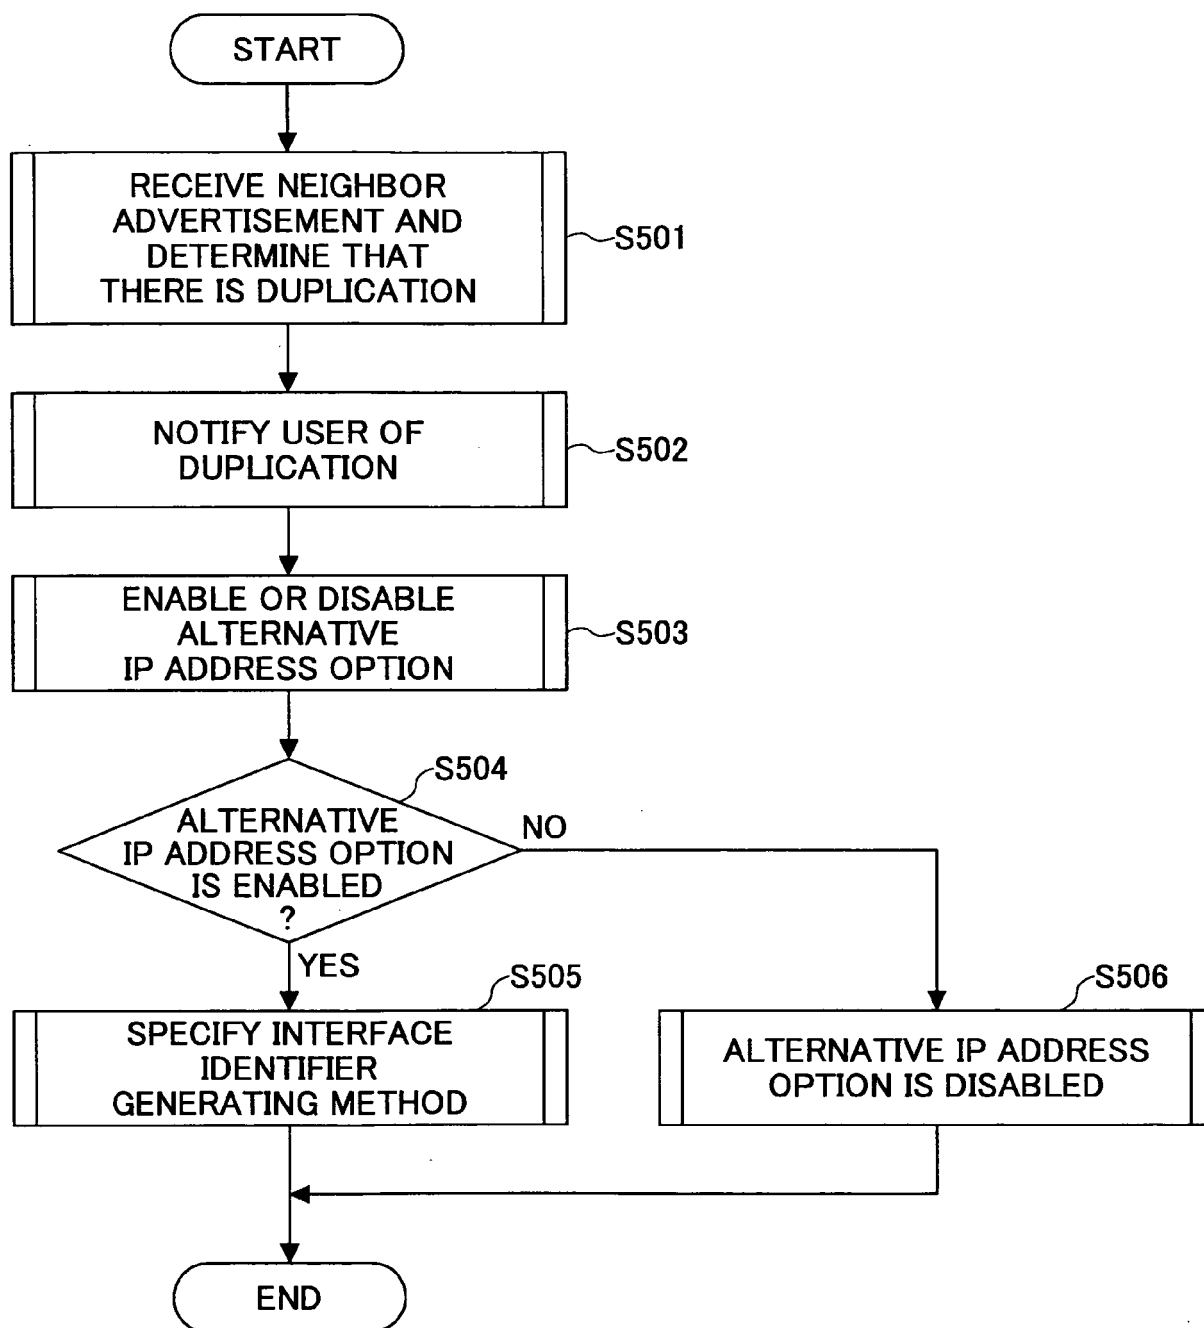 START
RECEIVE NEIGHBOR
ADVERTISEMENT AND
DETERMINE THAT
THERE IS DUPLICATION
S501
NOTIFY USER OF
DUPLICATION
S502
ENABLE OR DISABLE
ALTERNATIVE
IP ADDRESS OPTION
S503
S504
ALTERNATIVE
IP ADDRESS OPTION
IS ENABLED
?
NO
YES
S505
SPECIFY INTERFACE
IDENTIFIER
GENERATING METHOD
S506
ALTERNATIVE IP ADDRESS
OPTION IS DISABLED
END